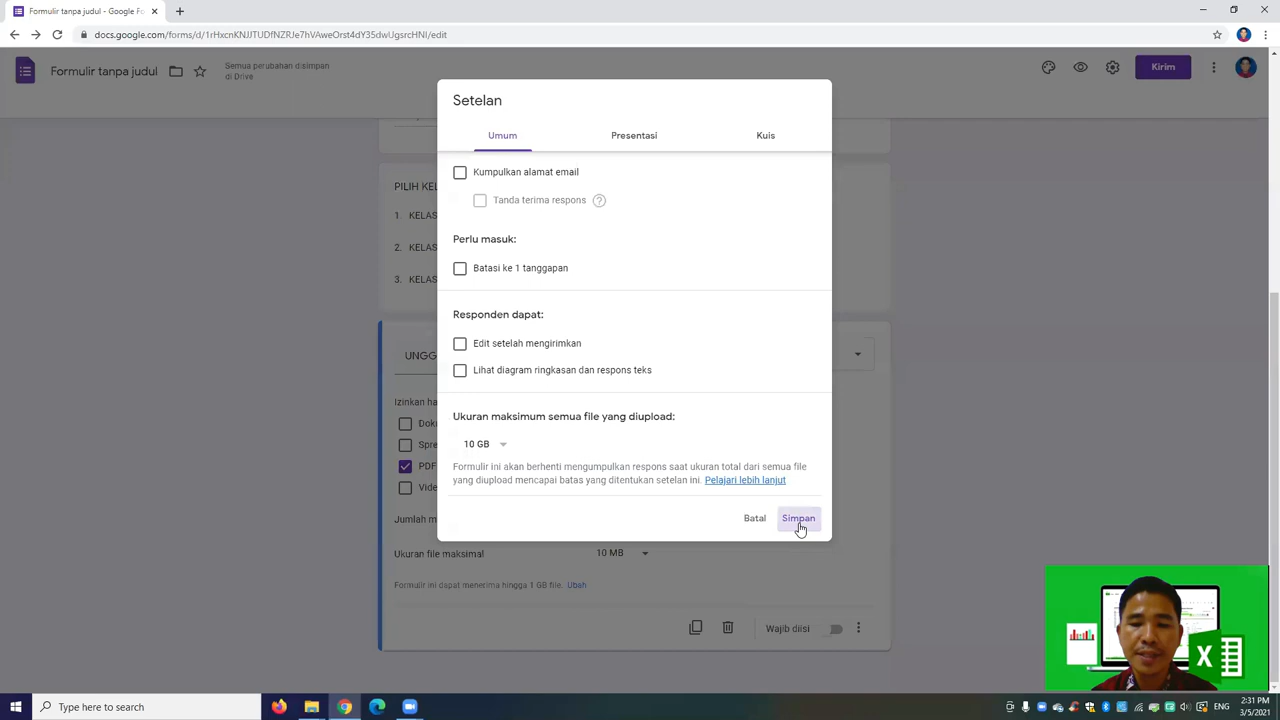 Formulir tanpa judul - Google Fo
docs.google.com/forms/d/1rHxcnKNJJTUDfNZRJe7hVAweOrst4dY35dwUgsrcHNI/edit
Formulir tanpa judul
Semua perubahan disimpan
di Drive
Kirim
Setelan
Umum
Presentasi
Kuis
Kumpulkan alamat email
Tanda terima respons
Perlu masuk:
Batasi ke 1 tanggapan
Responden dapat:
Edit setelah mengirimkan
Lihat diagram ringkasan dan respons teks
Ukuran maksimum semua file yang diupload:
10 GB
Formulir ini akan berhenti mengumpulkan respons saat ukuran total dari semua file
yang diupload mencapai batas yang ditentukan setelan ini. Pelajari lebih lanjut
Batal
Simpan
PILIH KEL
1. KELAS
2. KELAS
3. KELAS
UNGG
Izinkan ha
Doku
Spre
PDF
Video
Jumlah m
Ukuran file maksimal
10 MB
Formulir ini dapat menerima hingga 1 GB file. Ubah
Wajib diisi
X
Type here to search
ENG
2:31 PM
3/5/2021